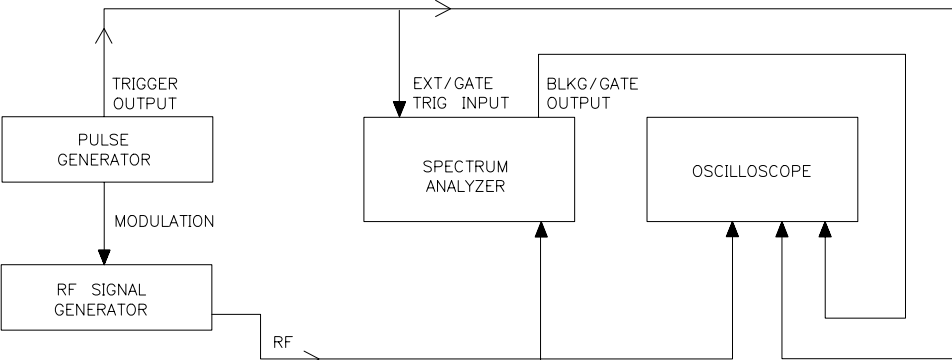 TRIGGER
OUTPUT
EXT/GATE
TRIG INPUT
BLKG/GATE
OUTPUT
PULSE
GENERATOR
SPECTRUM
ANALYZER
OSCILLOSCOPE
MODULATION
RF SIGNAL
GENERATOR
RF